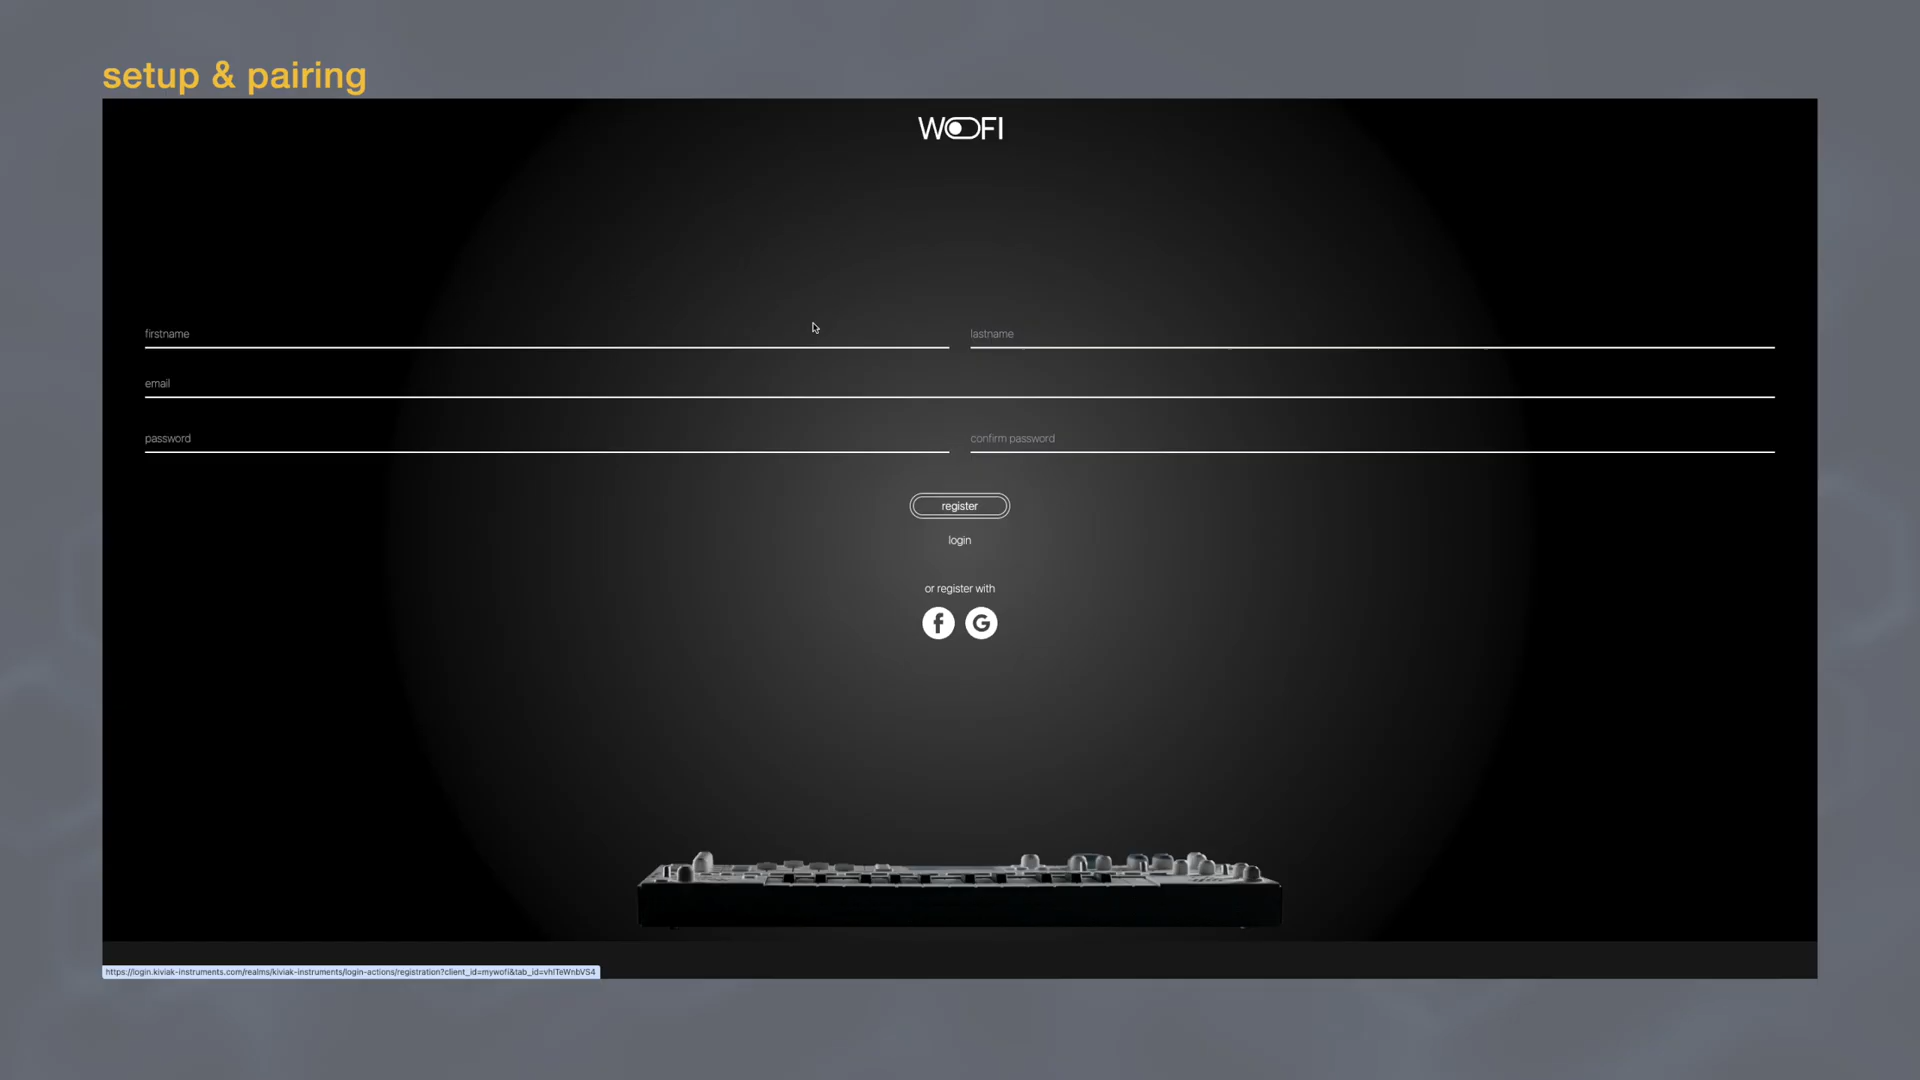 setup & pairing
WOFI
firstname
lastname
email
password
confirm password
register
login
or register with
f G
https://login.kiviak-instruments.com/realms/kiviak-instruments/login-actions/registration?client_id=mywofi&tab_id=vhlTeWnbVS4